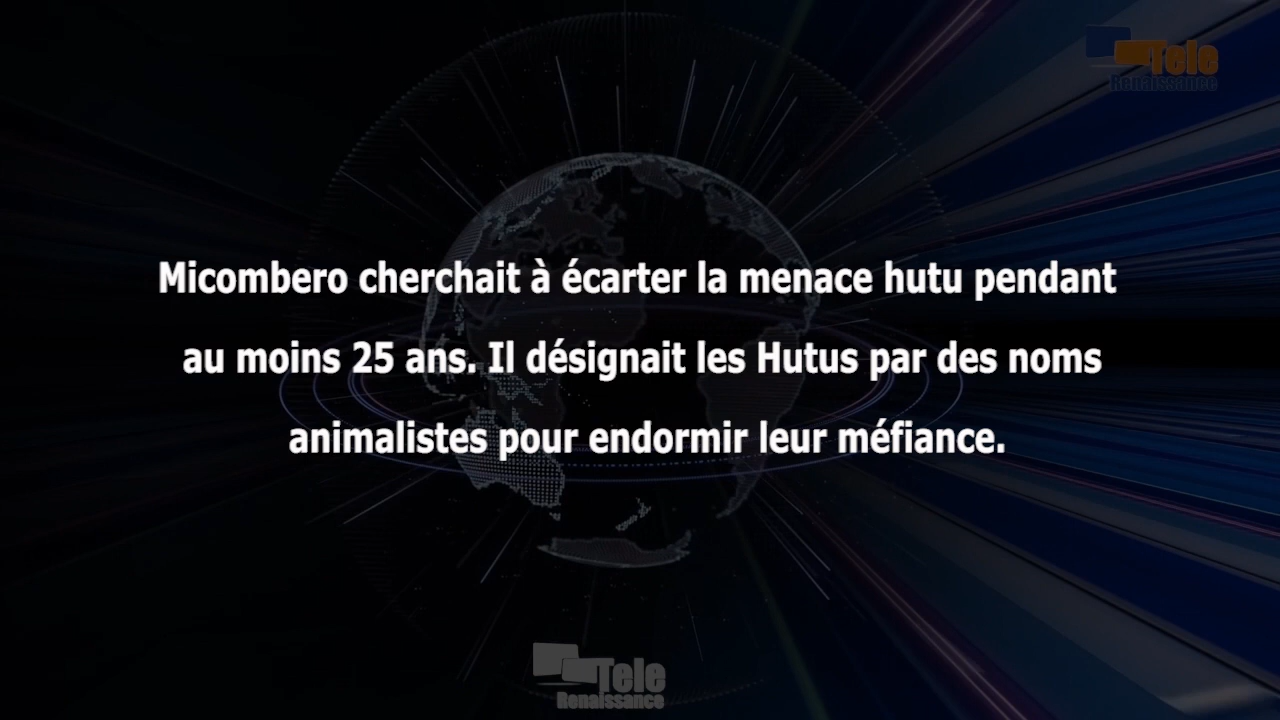 Tele
Renaissance
Micombero cherchait à écarter la menace hutu pendant
au moins 25 ans. Il désignait les Hutus par des noms
animalistes pour endormir leur méfiance.
Tele
Renaissance